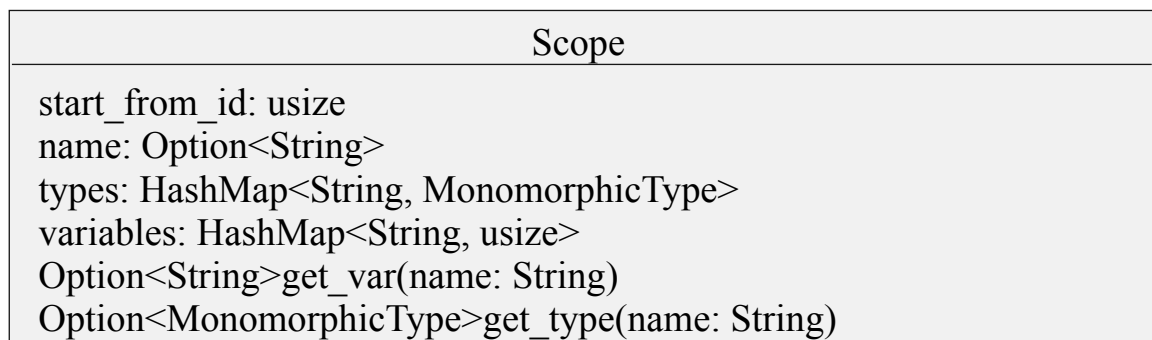 Scope
start_from_id: usize
name: Option<String>
types: HashMap<String, MonomorphicType>
variables: HashMap<String, usize>
Option<String>get_var(name: String)
Option<MonomorphicType>get_type(name: String)